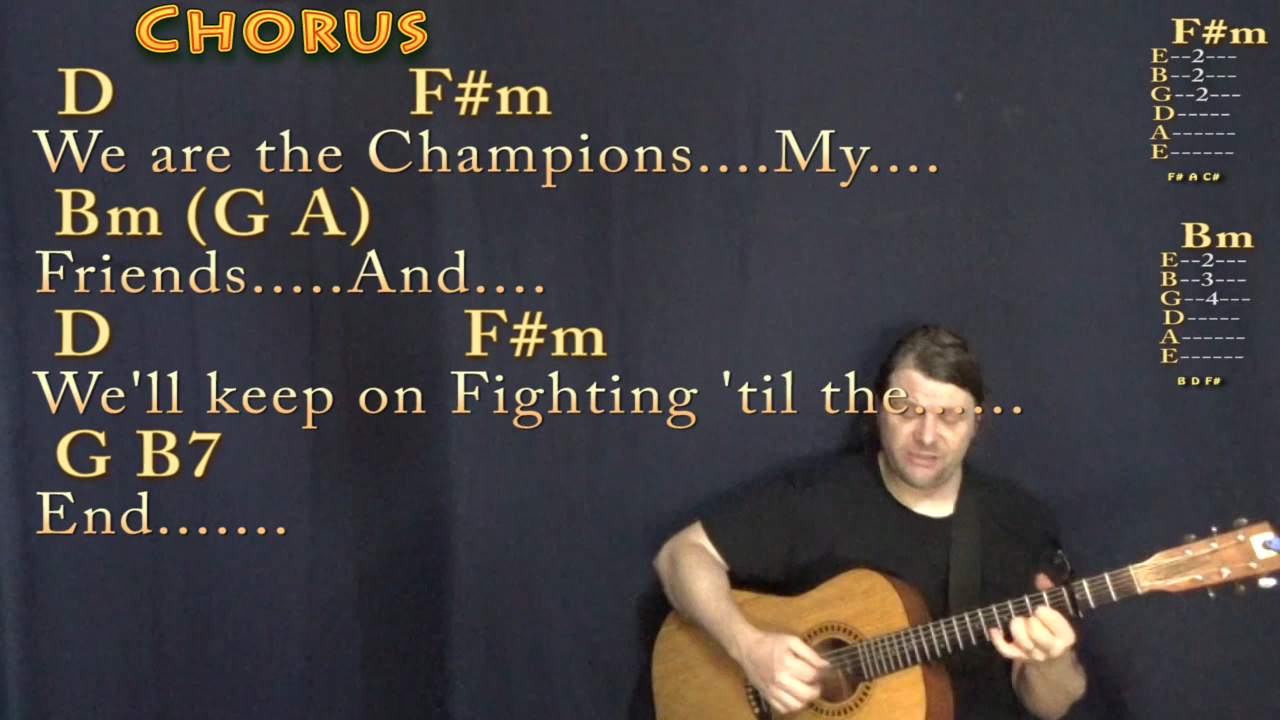 CHORUS
D F#m
We are the Champions....My....
Bm (G A)
Friends.....And....
D F#m
We'll keep on Fighting 'til the......
G B7
End.......
F#m
E--2---
B--2---
G--2---
D-----
A------
E------
F# A C#
Bm
E--2---
B--3---
G--4---
D-----
A------
E------
B D F#